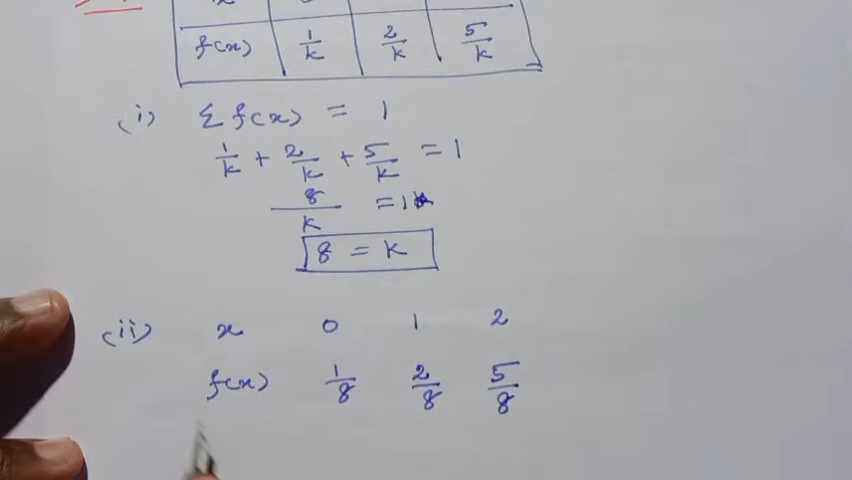 f(x) 1/k 2/k 5/k
(i) Σ f(x) = 1
1/k + 2/k + 5/k = 1
8/k = 1
8 = k
(ii) x 0 1 2
f(x) 1/8 2/8 5/8